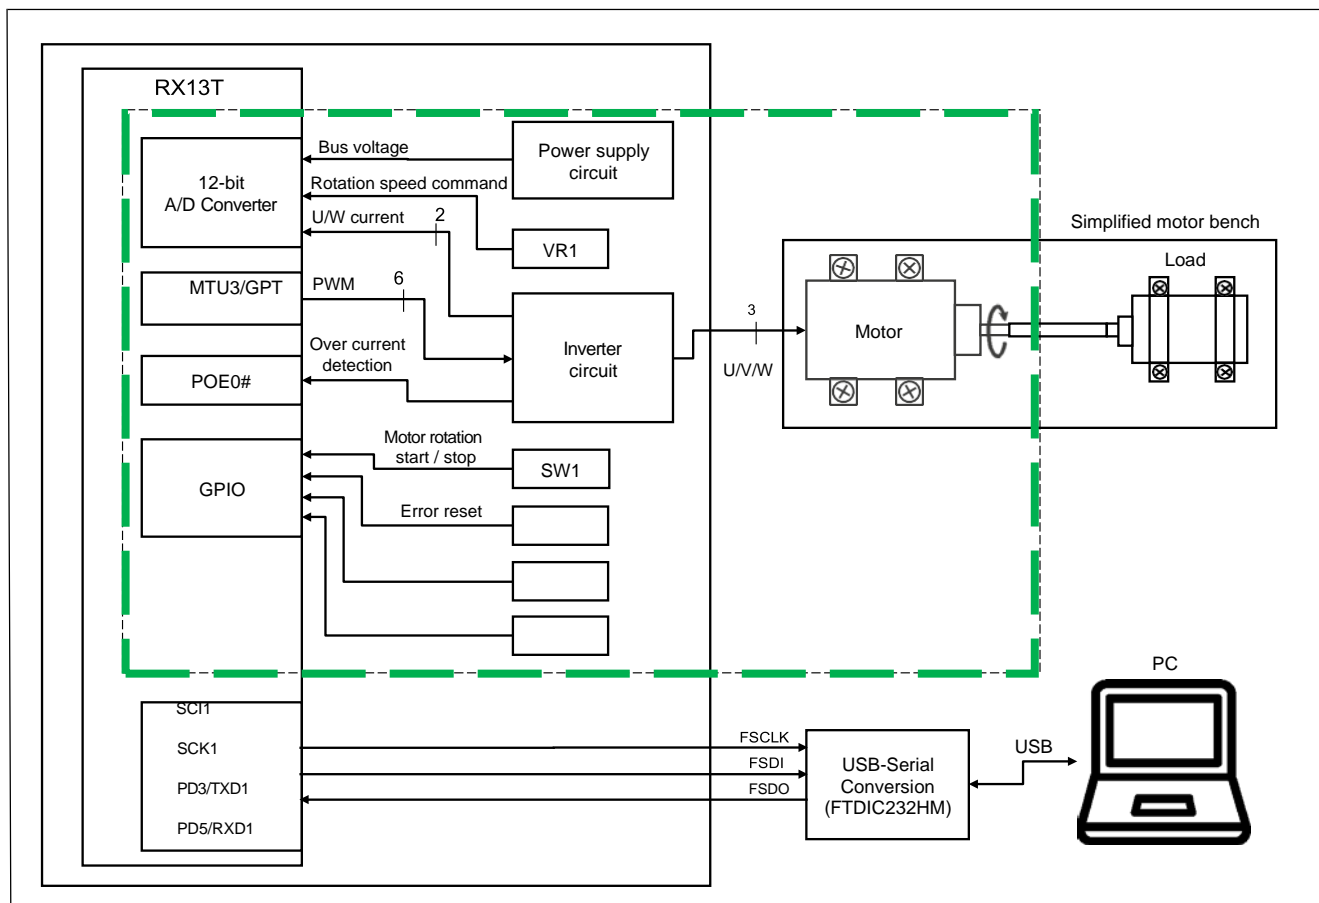 RX13T
12-bit
A/D Converter
Bus voltage
Rotation speed command
U/W current
2
Power supply
circuit
VR1
MTU3/GPT
PWM
6
Over current
detection
POE0#
Inverter
circuit
3
U/V/W
Simplified motor bench
Motor
Load
GPIO
Motor rotation
start / stop
SW1
Error reset
SCI1
SCK1
PD3/TXD1
PD5/RXD1
FSCLK
FSDI
FSDO
USB-Serial
Conversion
(FTDIC232HM)
USB
PC